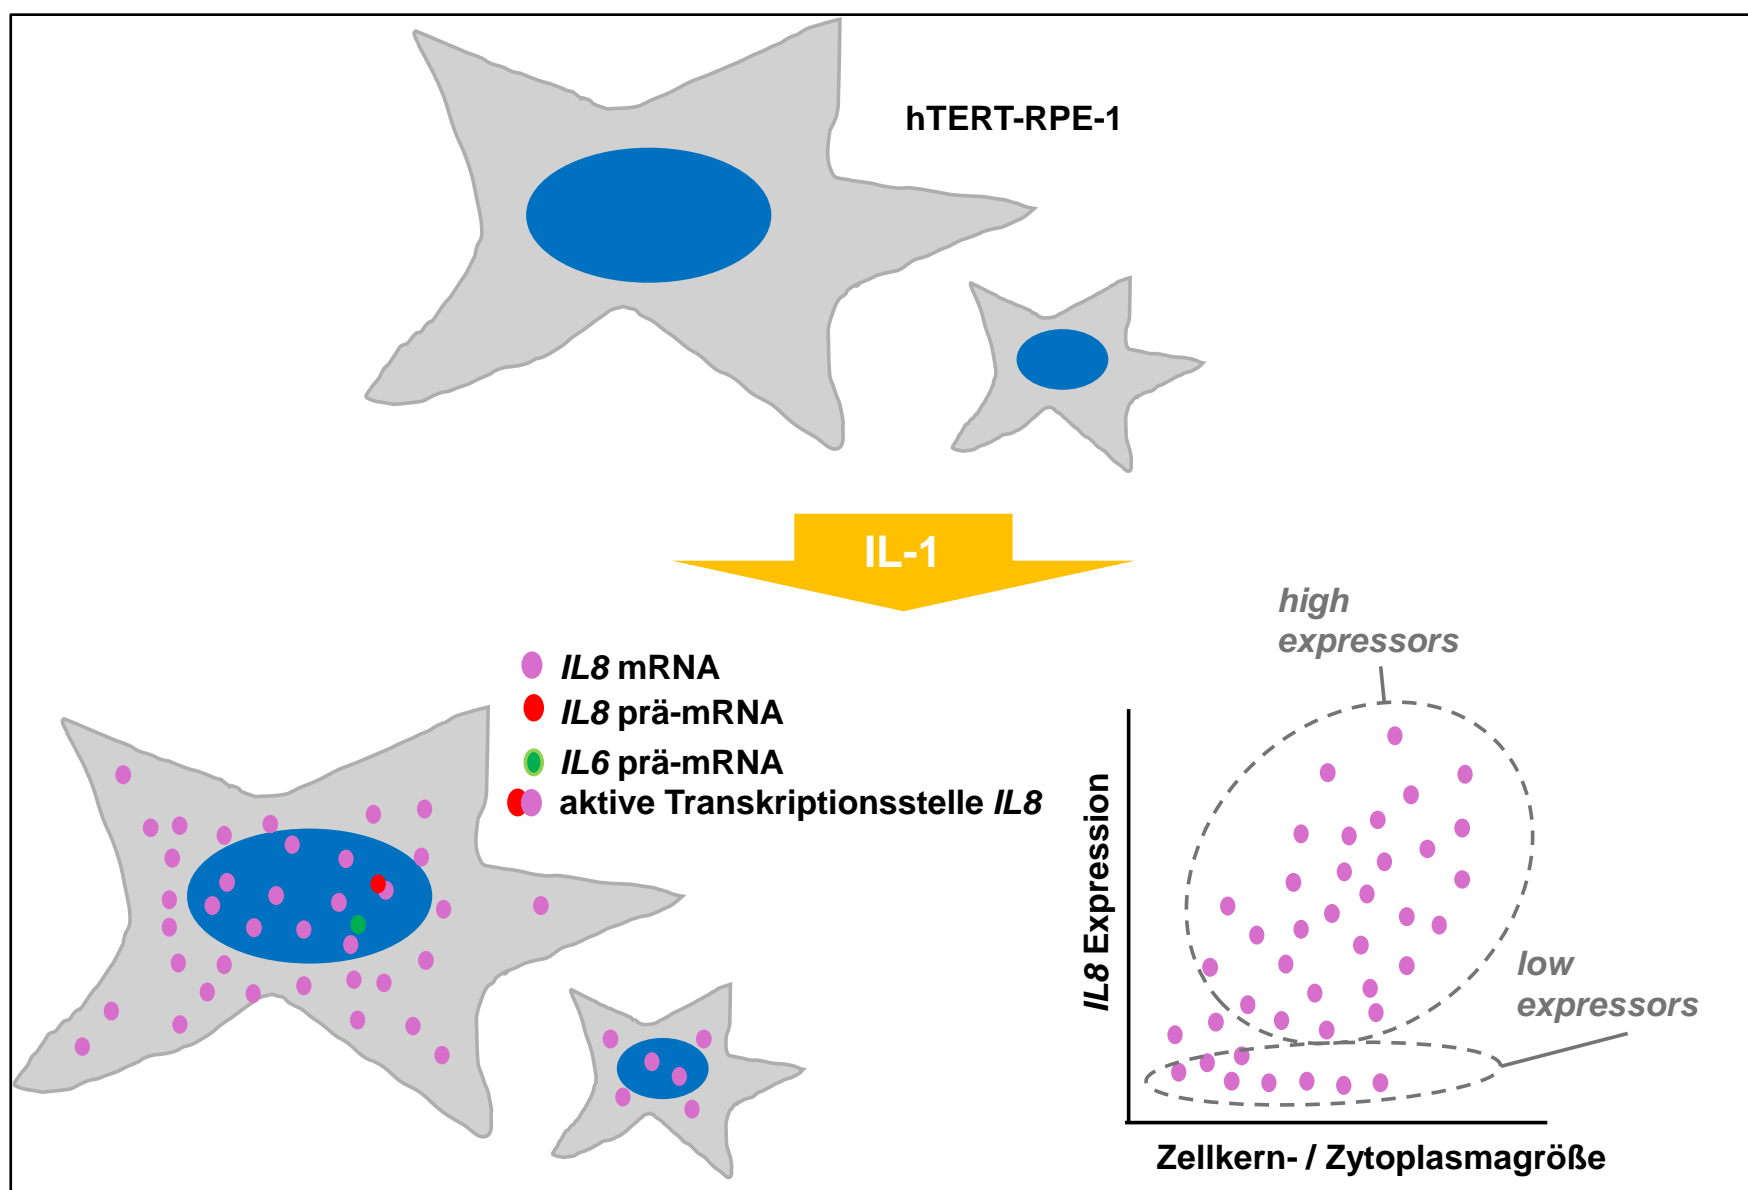 hTERT-RPE-1
IL-1
high
expressors
IL8 mRNA
IL8 prä-mRNA
IL6 prä-mRNA
aktive Transkriptionsstelle IL8
IL8 Expression
low
expressors
Zellkern- / Zytoplasmagröße